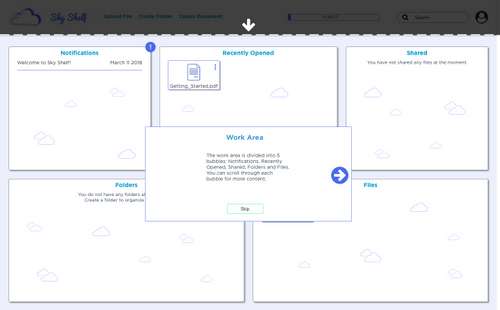 Sky Shelf
Upload File
Create Folder
Create Document
Search
Notifications
1
Welcome to Sky Shelf!
March 11 2018
Recently Opened
Getting_Started.pdf
Shared
You have not shared any files at the moment
Work Area
The work area is divided into 5
bubbles: Notifications, Recently
Opened, Shared, Folders and Files.
You can scroll through each
bubble for more content.
Skip
Folders
You do not have any folders at
Create a folder to organize
Files